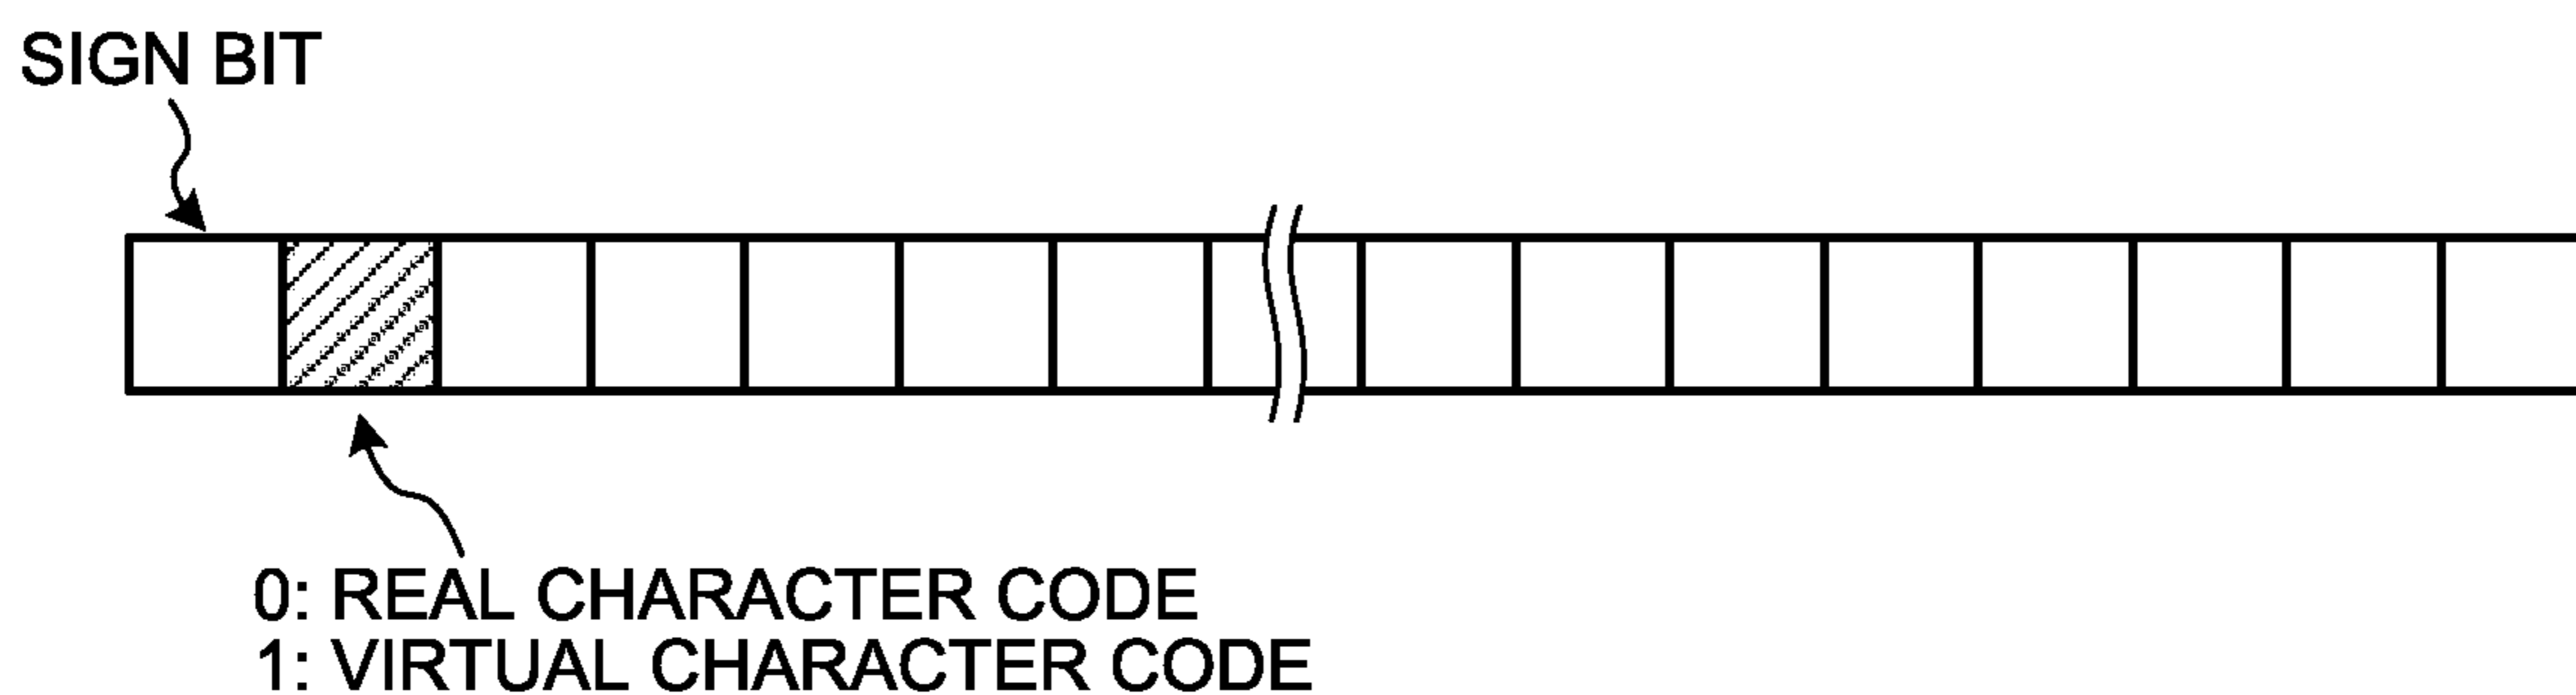 SIGN BIT
0: REAL CHARACTER CODE
1: VIRTUAL CHARACTER CODE